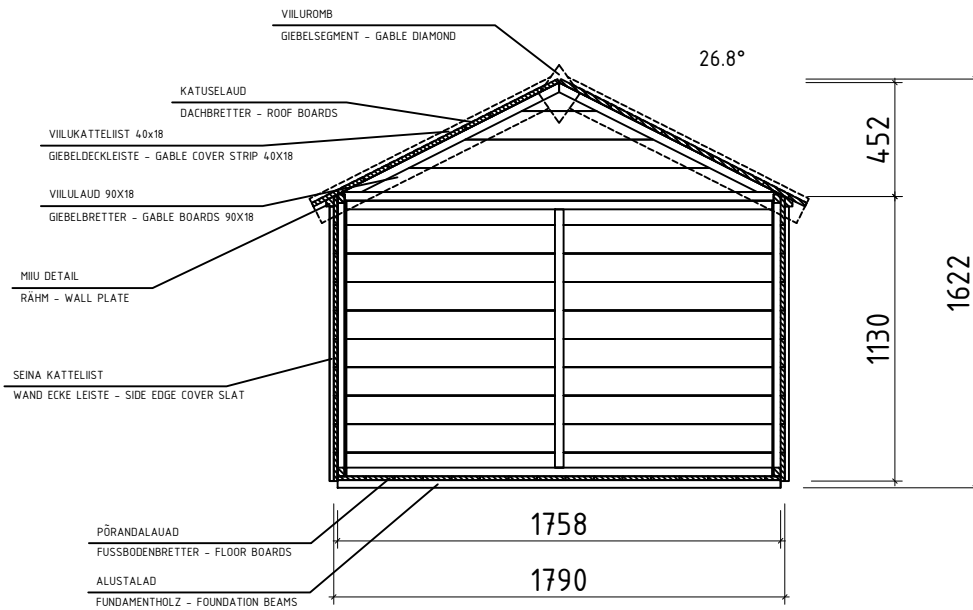 VIILUROMB
GIEBELSEGMENT - GABLE DIAMOND
26.8°
KATUSELAUD
DACHBRETTER - ROOF BOARDS
VIILUKATTELIIST 40x18
GIEBELDECKLEISTE - GABLE COVER STRIP 40X18
VIILULAUD 90X18
GIEBELBRETTER - GABLE BOARDS 90X18
MIIU DETAIL
RÄHM - WALL PLATE
SEINA KATTELIIST
WAND ECKE LEISTE - SIDE EDGE COVER SLAT
PÕRANDALAUAD
FUSSBODENBRETTER - FLOOR BOARDS
ALUSTALAD
FUNDAMENTHOLZ - FOUNDATION BEAMS
452
1130
1622
1758
1790